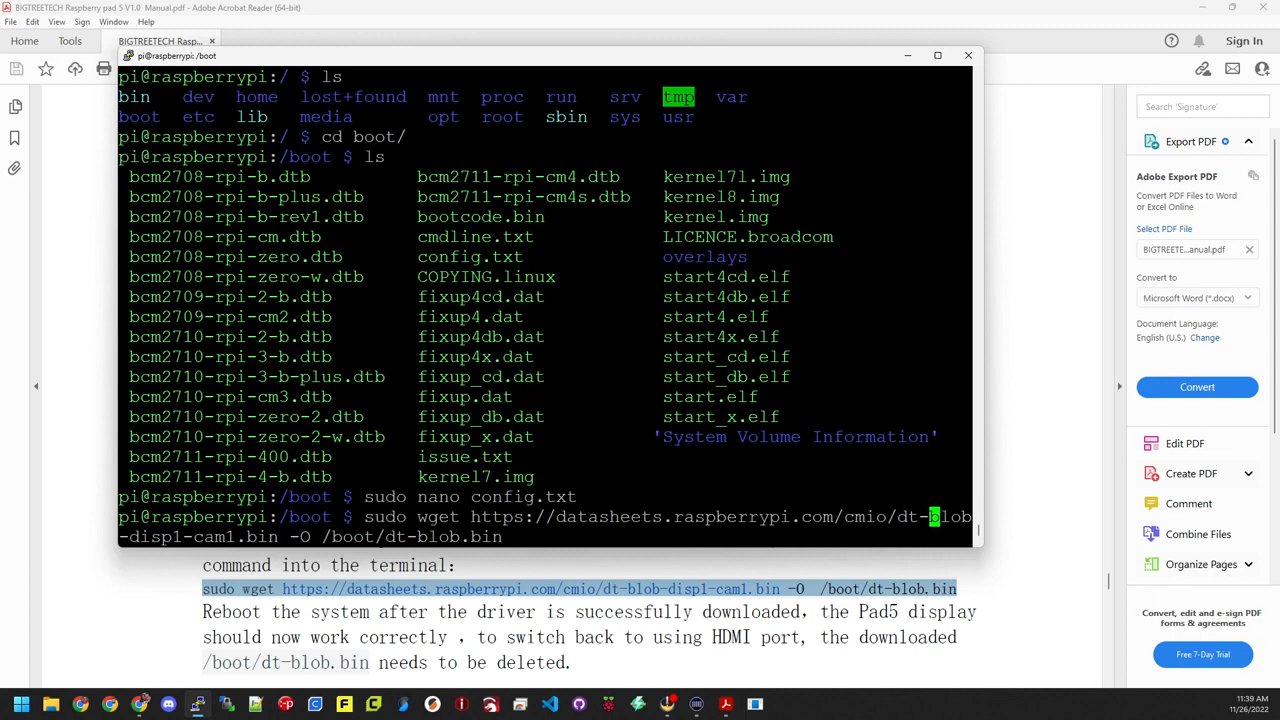 BIGTREETECH Raspberry pad 5 V1.0 Manual.pdf - Adobe Acrobat Reader (64-bit)
File Edit View Sign Window Help
Home Tools BIGTREETECH Rasp... × Sign In
pi@raspberrypi: /boot
pi@raspberrypi:/ $ ls
bin dev home lost+found mnt proc run srv tmp var
boot etc lib media opt root sbin sys usr
pi@raspberrypi:/ $ cd boot/
pi@raspberrypi:/boot $ ls
bcm2708-rpi-b.dtb bcm2711-rpi-cm4.dtb kernel7l.img
bcm2708-rpi-b-plus.dtb bcm2711-rpi-cm4s.dtb kernel8.img
bcm2708-rpi-b-rev1.dtb bootcode.bin kernel.img
bcm2708-rpi-cm.dtb cmdline.txt LICENCE.broadcom
bcm2708-rpi-zero.dtb config.txt overlays
bcm2708-rpi-zero-w.dtb COPYING.linux start4cd.elf
bcm2709-rpi-2-b.dtb fixup4cd.dat start4db.elf
bcm2709-rpi-cm2.dtb fixup4.dat start4.elf
bcm2710-rpi-2-b.dtb fixup4db.dat start4x.elf
bcm2710-rpi-3-b.dtb fixup4x.dat start_cd.elf
bcm2710-rpi-3-b-plus.dtb fixup_cd.dat start_db.elf
bcm2710-rpi-cm3.dtb fixup.dat start.elf
bcm2710-rpi-zero-2.dtb fixup_db.dat start_x.elf
bcm2710-rpi-zero-2-w.dtb fixup_x.dat 'System Volume Information'
bcm2711-rpi-400.dtb issue.txt
bcm2711-rpi-4-b.dtb kernel7.img
pi@raspberrypi:/boot $ sudo nano config.txt
pi@raspberrypi:/boot $ sudo wget https://datasheets.raspberrypi.com/cmio/dt-blob
-disp1-cam1.bin -O /boot/dt-blob.bin
command into the terminal:
sudo wget https://datasheets.raspberrypi.com/cmio/dt-blob-disp1-cam1.bin -O /boot/dt-blob.bin
Reboot the system after the driver is successfully downloaded, the Pad5 display
should now work correctly , to switch back to using HDMI port, the downloaded
/boot/dt-blob.bin needs to be deleted.
Search 'Signature'
Export PDF
Adobe Export PDF
Convert PDF Files to Word
or Excel Online
Select PDF File
BIGTREETE...anual.pdf
Convert to
Microsoft Word (*.docx)
Document Language:
English (U.S.) Change
Convert
Edit PDF
Create PDF
Comment
Combine Files
Organize Pages
Convert, edit and e-sign PDF
forms & agreements
Free 7-Day Trial
11:39 AM
11/26/2022